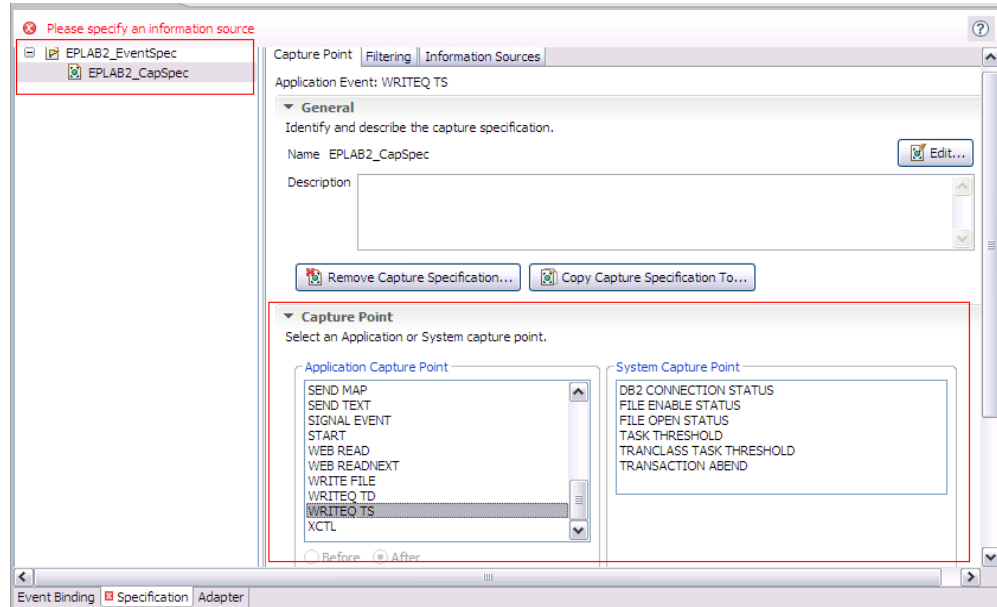 Please specify an information source
EPLAB2_EventSpec
EPLAB2_CapSpec
Capture Point Filtering Information Sources
Application Event: WRITEQ TS
General
Identify and describe the capture specification.
Name EPLAB2_CapSpec
Edit...
Description
Remove Capture Specification... Copy Capture Specification To...
Capture Point
Select an Application or System capture point.
Application Capture Point
SEND MAP
SEND TEXT
SIGNAL EVENT
START
WEB READ
WEB READNEXT
WRITE FILE
WRITEQ TD
WRITEQ TS
XCTL
Before After
System Capture Point
DB2 CONNECTION STATUS
FILE ENABLE STATUS
FILE OPEN STATUS
TASK THRESHOLD
TRANCLASS TASK THRESHOLD
TRANSACTION ABEND
Event Binding Specification Adapter